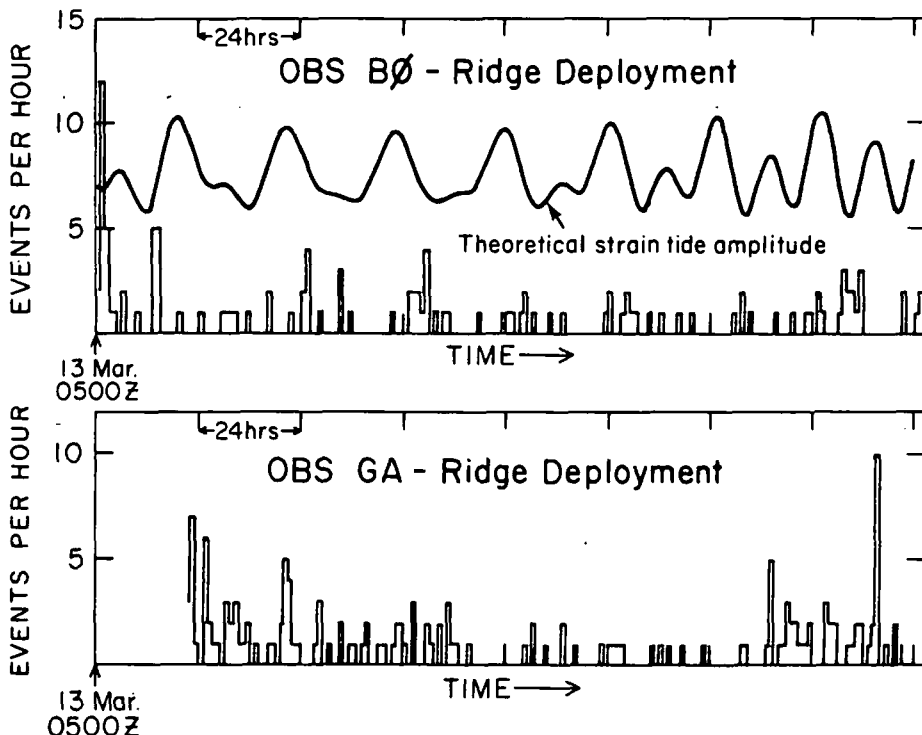 15
24hrs
OBS BØ - Ridge Deployment
10
5
EVENTS PER HOUR
Theoretical strain tide amplitude
TIME
13 Mar.
0500Z
24hrs
10
OBS GA - Ridge Deployment
5
EVENTS PER HOUR
TIME
13 Mar.
0500Z